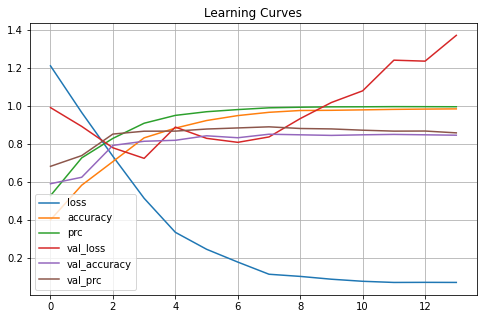 Learning Curves
1.4
1.2
1.0
0.8
0.6
0.4
0.2
loss
accuracy
prc
val_loss
val_accuracy
val_prc
0 2 4 6 8 10 12